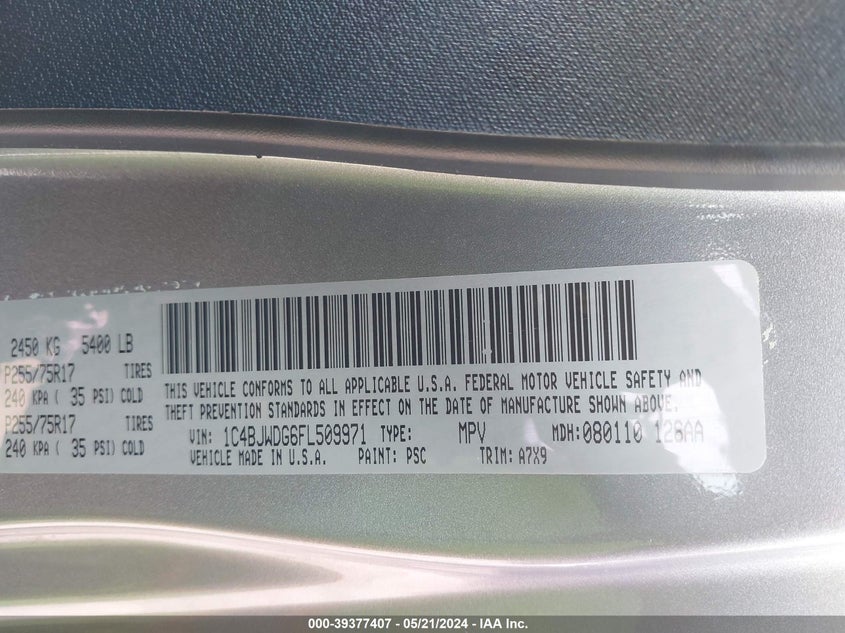 2450 KG 5400 LB
P255/75R17 TIRES
240 KPA ( 35 PSI) COLD
P255/75R17 TIRES
240 KPA ( 35 PSI) COLD
THIS VEHICLE CONFORMS TO ALL APPLICABLE U.S.A. FEDERAL MOTOR VEHICLE SAFETY AND
THEFT PREVENTION STANDARDS IN EFFECT ON THE DATE OF MANUFACTURE SHOWN ABOVE.
VIN: 1C4BJWDG6FL509971 TYPE: MPV MDH:080110 126AA
VEHICLE MADE IN U.S.A. PAINT: PSC TRIM: A7X9
000-39377407 - 05/21/2024 - IAA Inc.